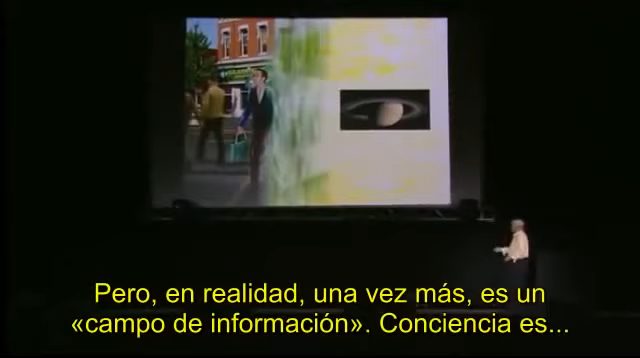 Pero, en realidad, una vez más, es un
«campo de información». Conciencia es...